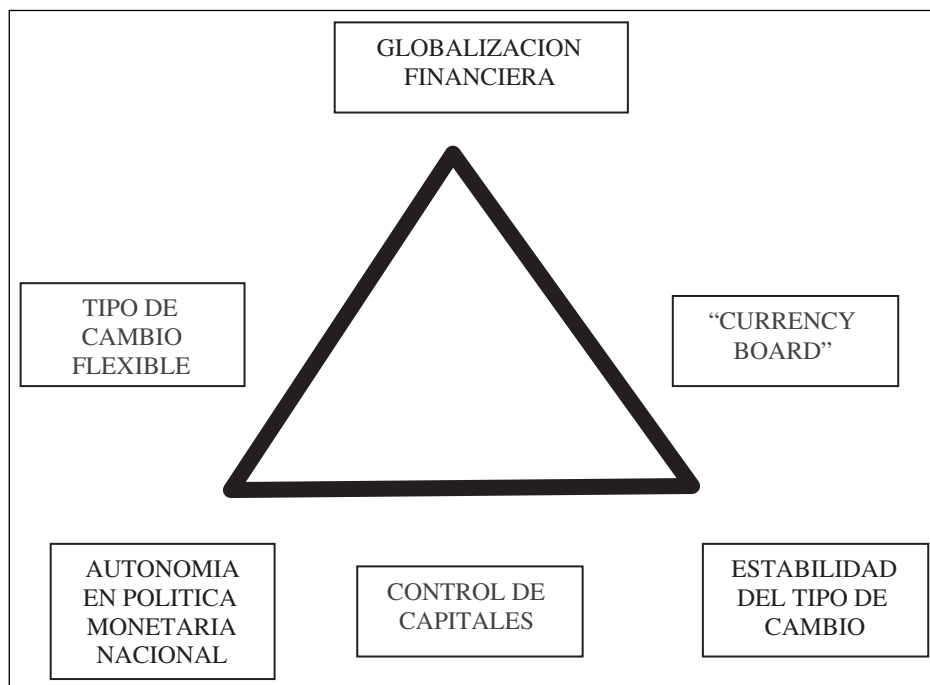 GLOBALIZACION
FINANCIERA
TIPO DE
CAMBIO
FLEXIBLE
“CURRENCY
BOARD”
AUTONOMIA
EN POLITICA
MONETARIA
NACIONAL
CONTROL DE
CAPITALES
ESTABILIDAD
DEL TIPO DE
CAMBIO